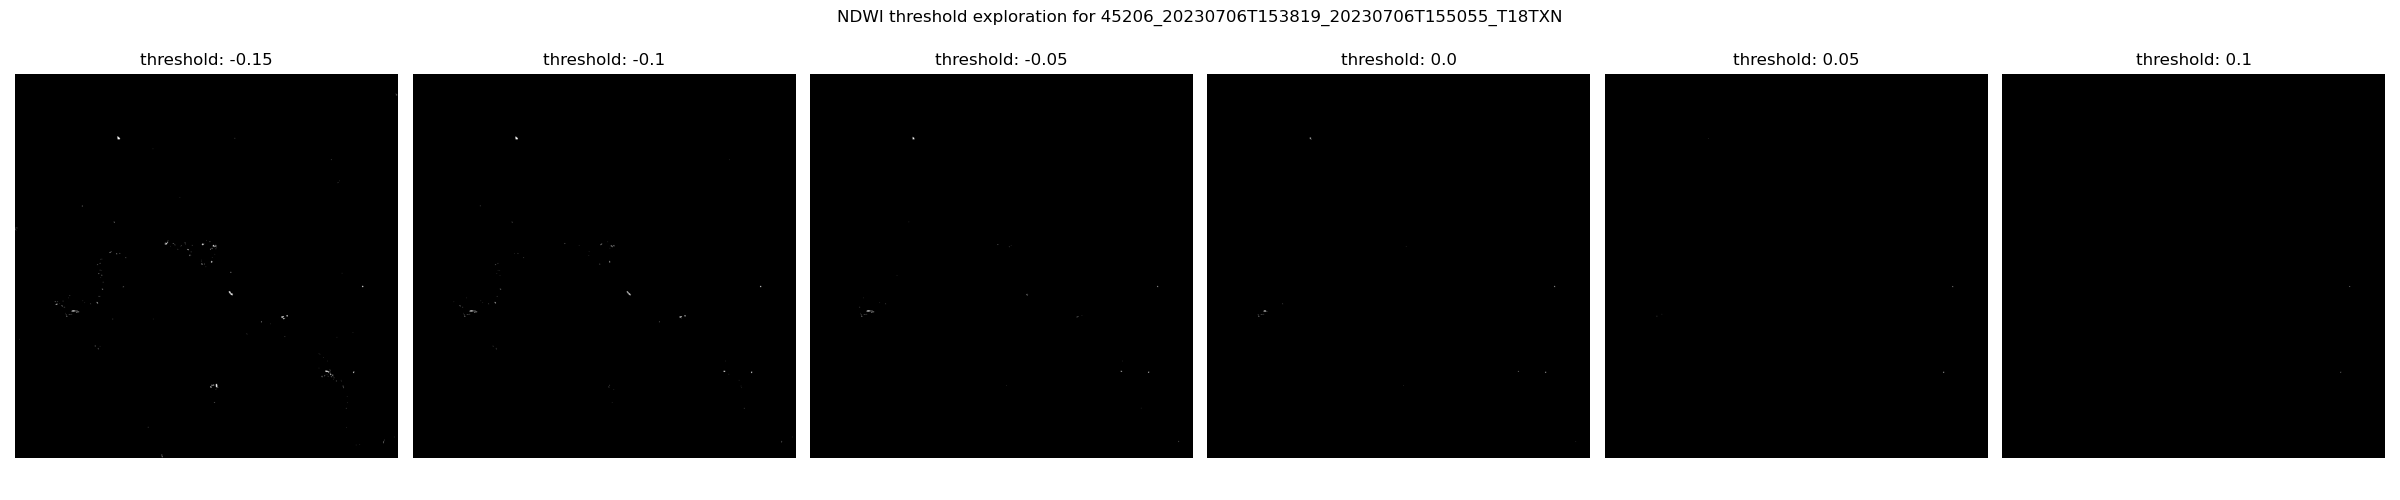 NDWI threshold exploration for 45206_20230706T153819_20230706T155055_T18TXN
threshold: -0.15
threshold: -0.1
threshold: -0.05
threshold: 0.0
threshold: 0.05
threshold: 0.1